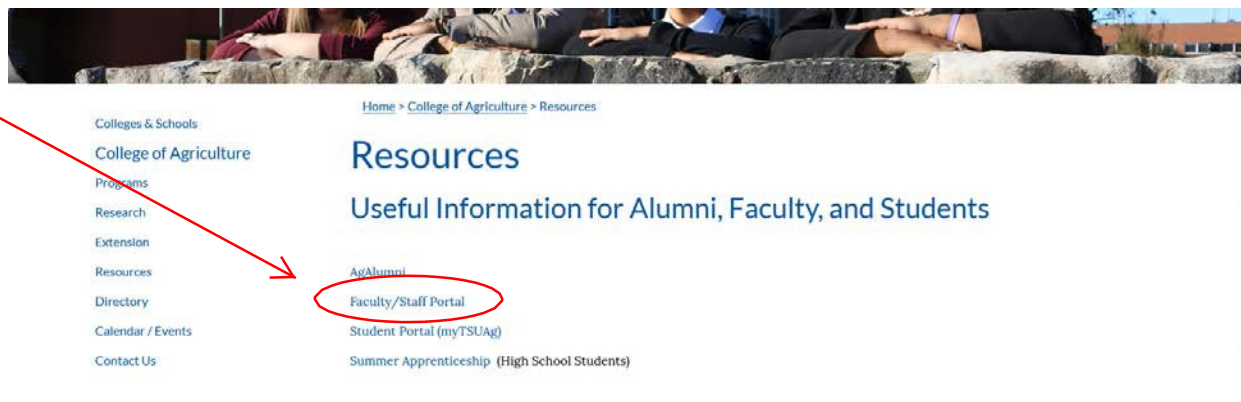 Home > College of Agriculture > Resources
Colleges & Schools
College of Agriculture
Programs
Research
Extension
Resources
Directory
Calendar / Events
Contact Us
Resources
Useful Information for Alumni, Faculty, and Students
AgAlumni
Faculty/Staff Portal
Student Portal (myTSUAg)
Summer Apprenticeship (High School Students)